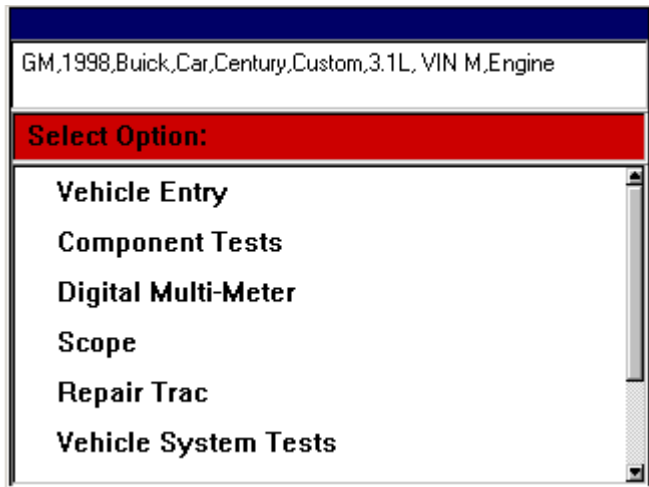 GM,1998,Buick,Car,Century,Custom,3.1L, VIN M,Engine
Select Option:
Vehicle Entry
Component Tests
Digital Multi-Meter
Scope
Repair Trac
Vehicle System Tests